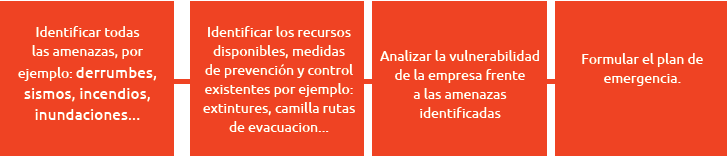 Identificar todas
las amenazas, por
ejemplo: derrumbes,
sismos, incendios,
inundaciones...
Identificar los recursos
disponibles, medidas
de prevención y control
existentes por ejemplo:
extintures, camilla rutas
de evacuacion...
Analizar la vulnerabilidad
de la empresa frente
a las amenazas
identificadas
Formular el plan de
emergencia.